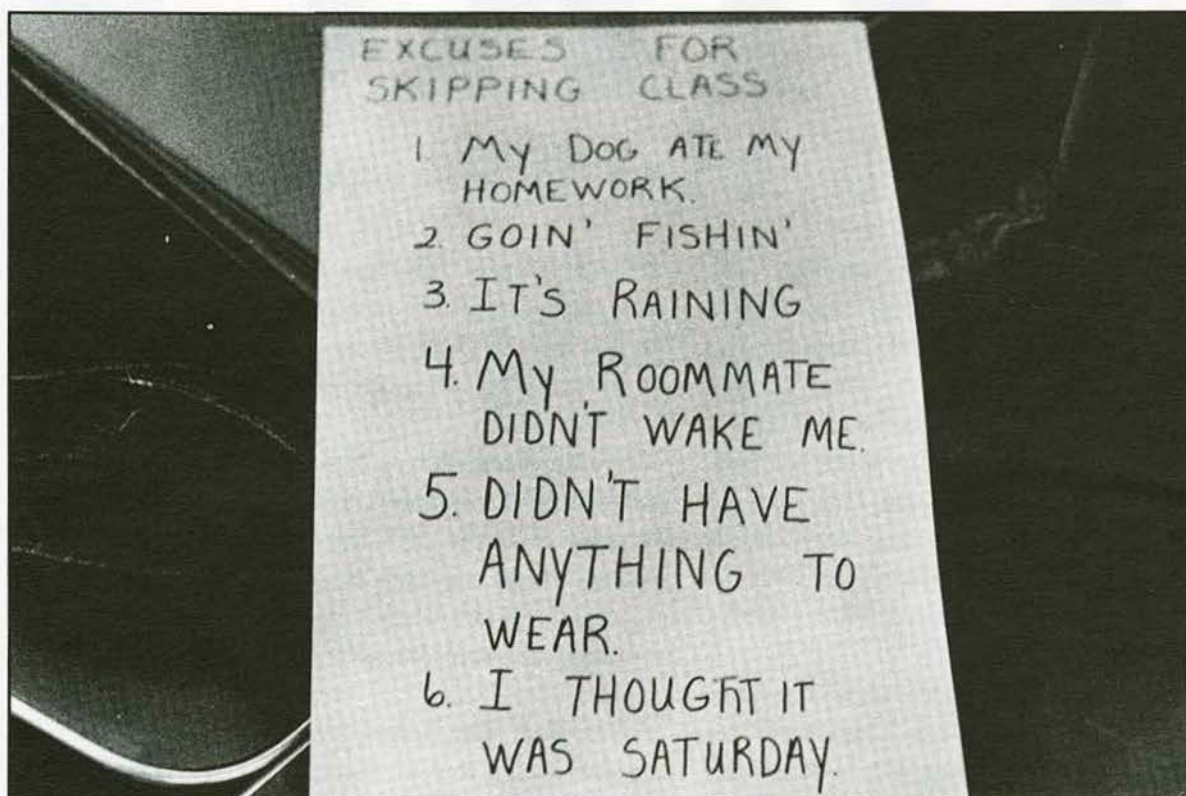 EXCUSES FOR
SKIPPING CLASS
1. MY DOG ATE MY
HOMEWORK.
2. GOIN' FISHIN'
3. IT'S RAINING
4. MY ROOMMATE
DIDN'T WAKE ME.
5. DIDN'T HAVE
ANYTHING TO
WEAR.
6. I THOUGHT IT
WAS SATURDAY.